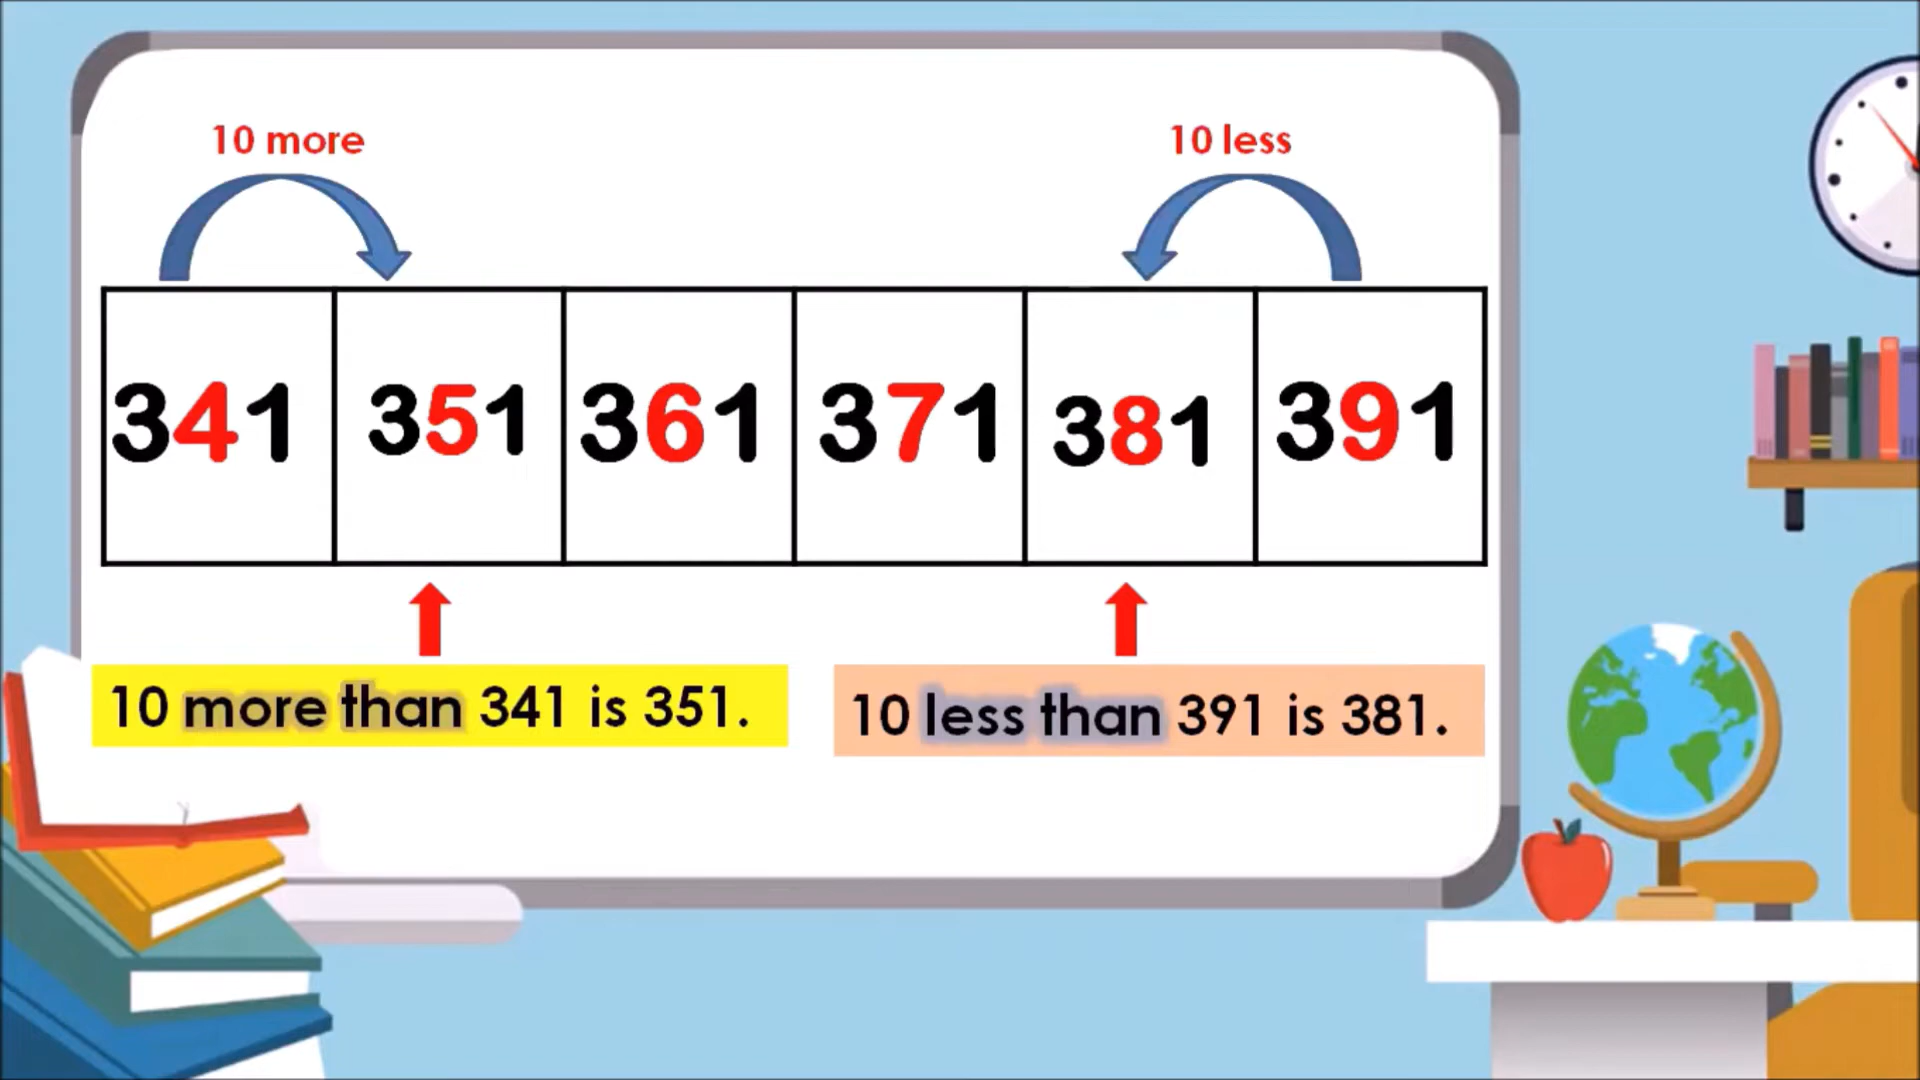 10 more 10 less
341 351 361 371 381 391
10 more than 341 is 351. 10 less than 391 is 381.